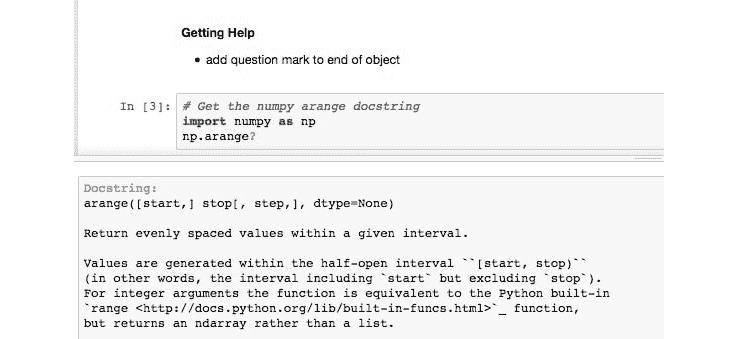 Getting Help
• add question mark to end of object
In [3]: # Get the numpy arange docstring
import numpy as np
np.arange?
Docstring:
arange([start,] stop[, step,], dtype=None)
Return evenly spaced values within a given interval.
Values are generated within the half-open interval ``[start, stop)``
(in other words, the interval including `start` but excluding `stop`).
For integer arguments the function is equivalent to the Python built-in
`range <http://docs.python.org/lib/built-in-funcs.html>`_ function,
but returns an ndarray rather than a list.